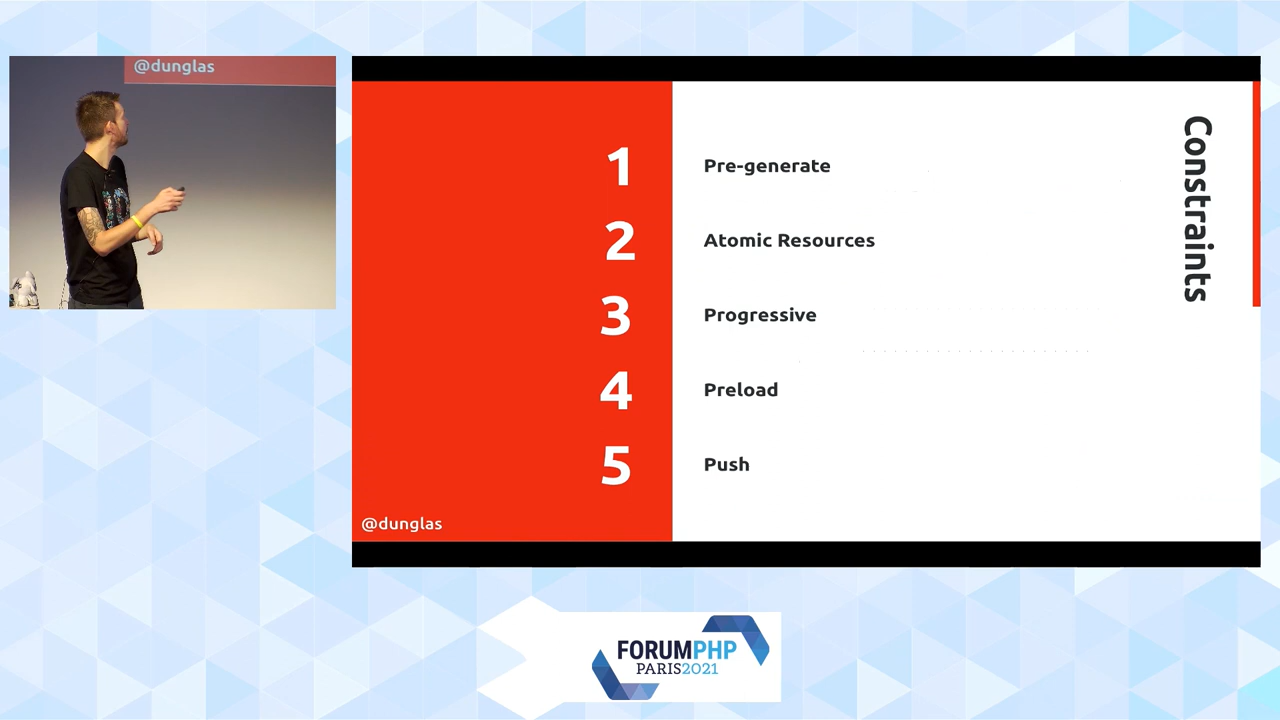 @dunglas
1 Pre-generate
2 Atomic Resources
3 Progressive
4 Preload
5 Push
Constraints
@dunglas
FORUMPHP
PARIS2021